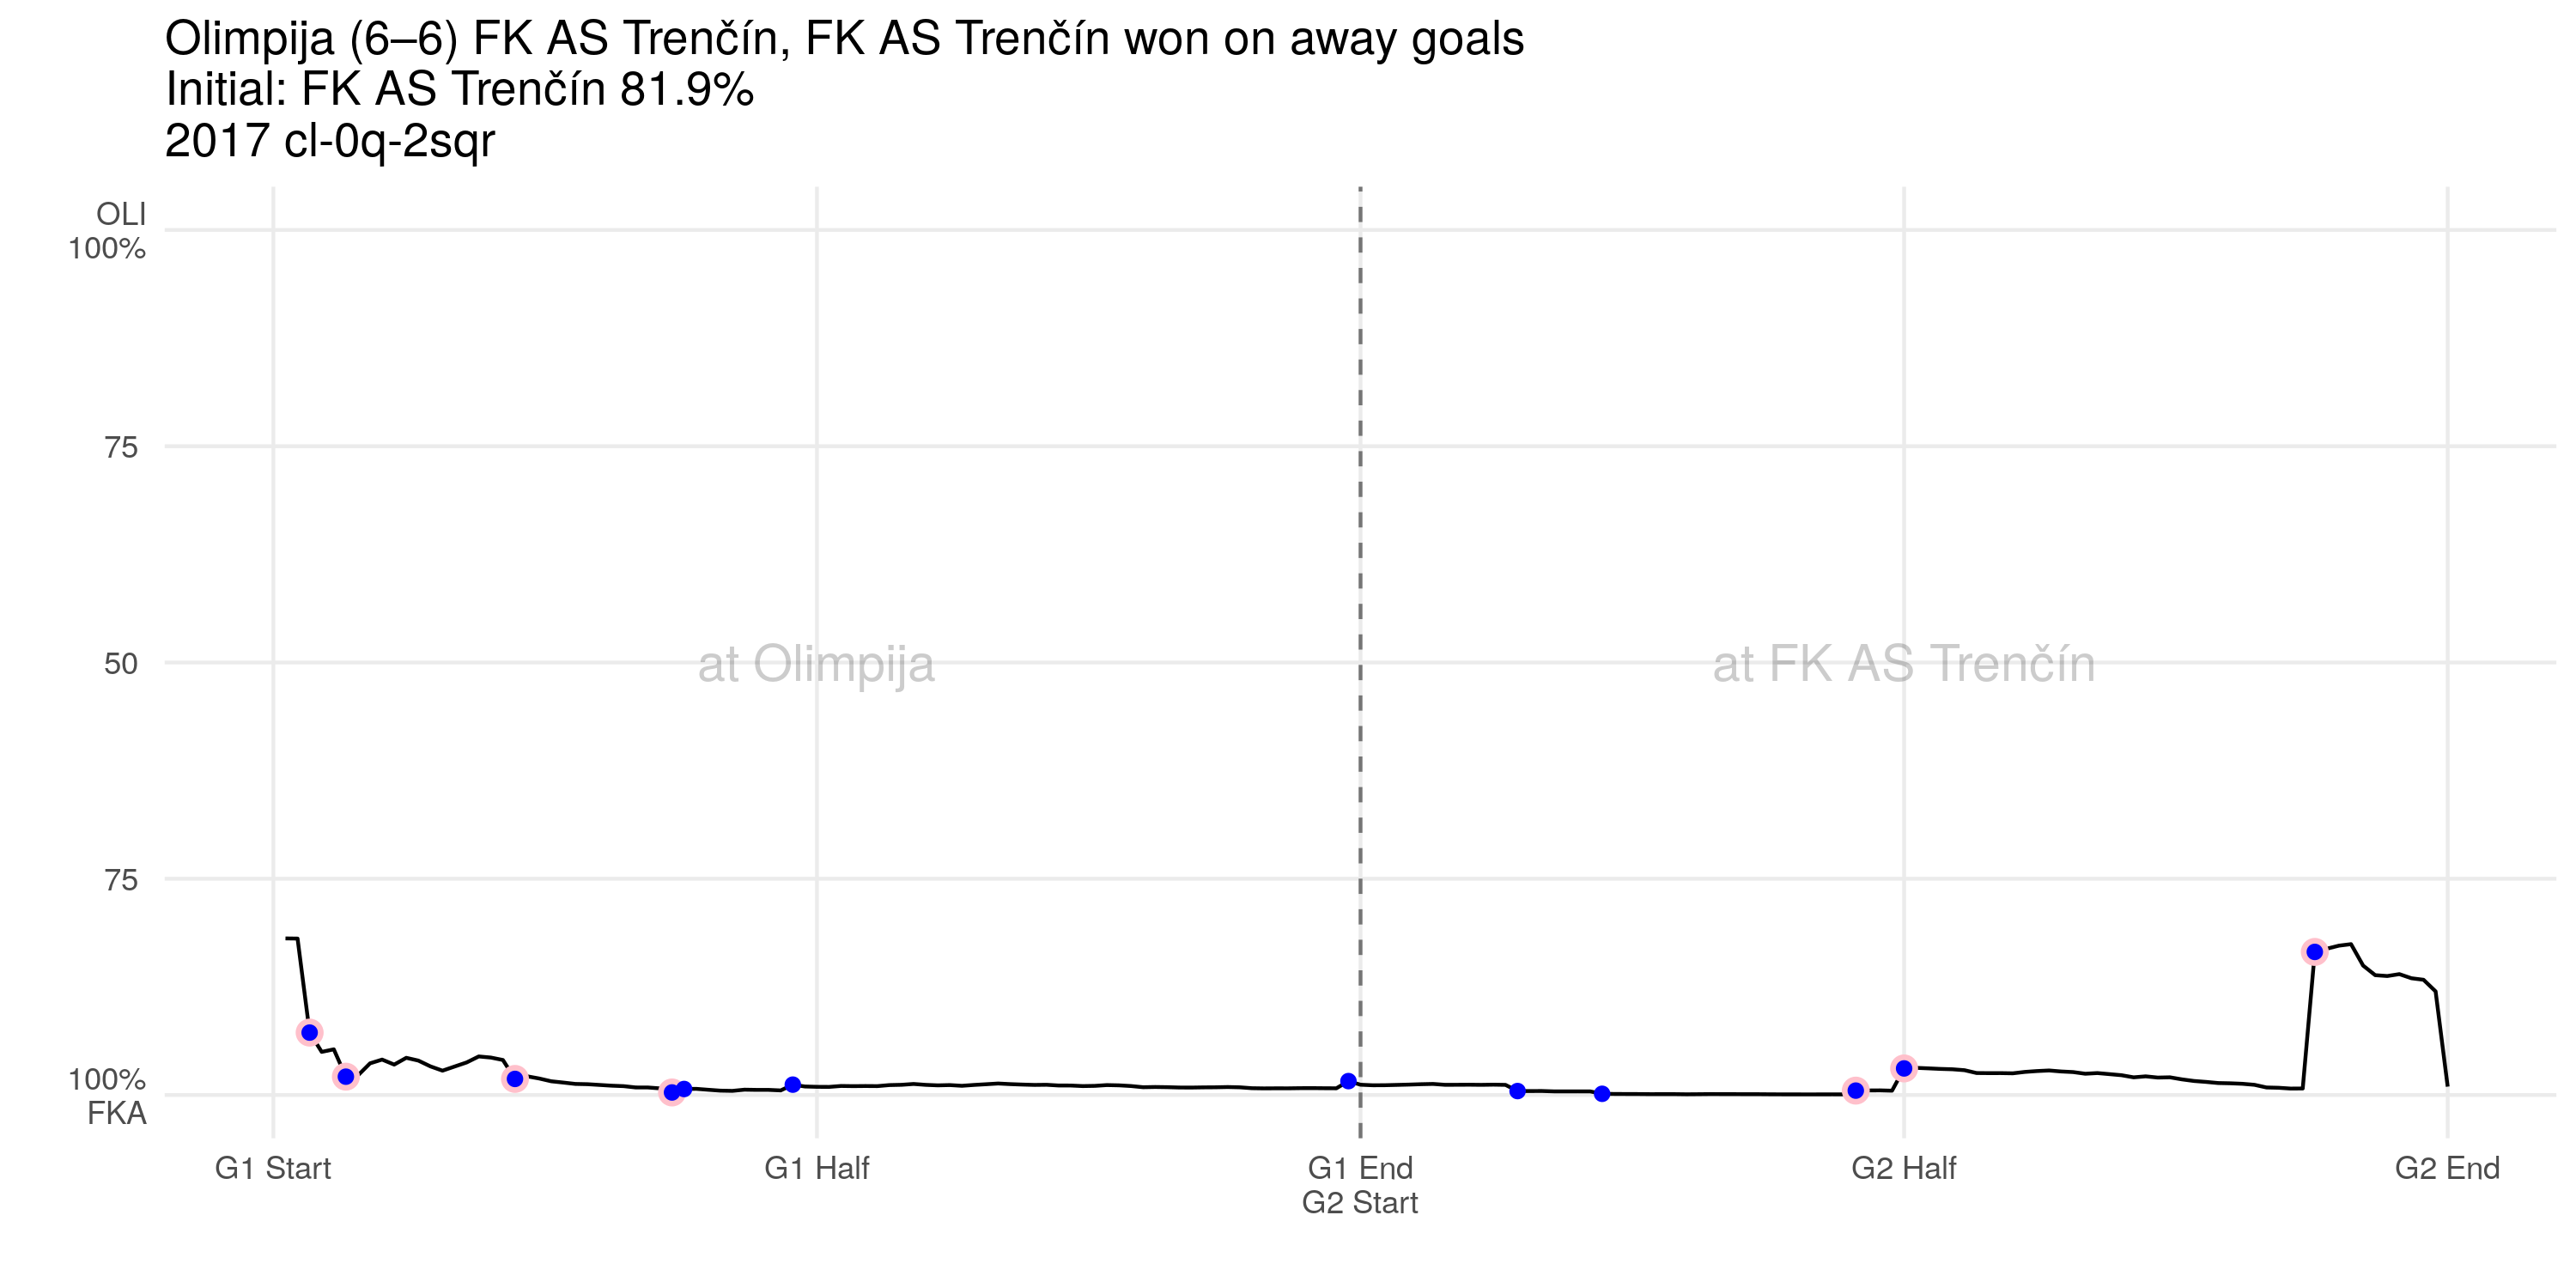 Olimpija (6–6) FK AS Trenčín, FK AS Trenčín won on away goals
Initial: FK AS Trenčín 81.9%
2017 cl-0q-2sqr
OLI
100%
75
50
75
100%
FKA
at Olimpija
at FK AS Trenčín
G1 Start
G1 Half
G1 End
G2 Start
G2 Half
G2 End